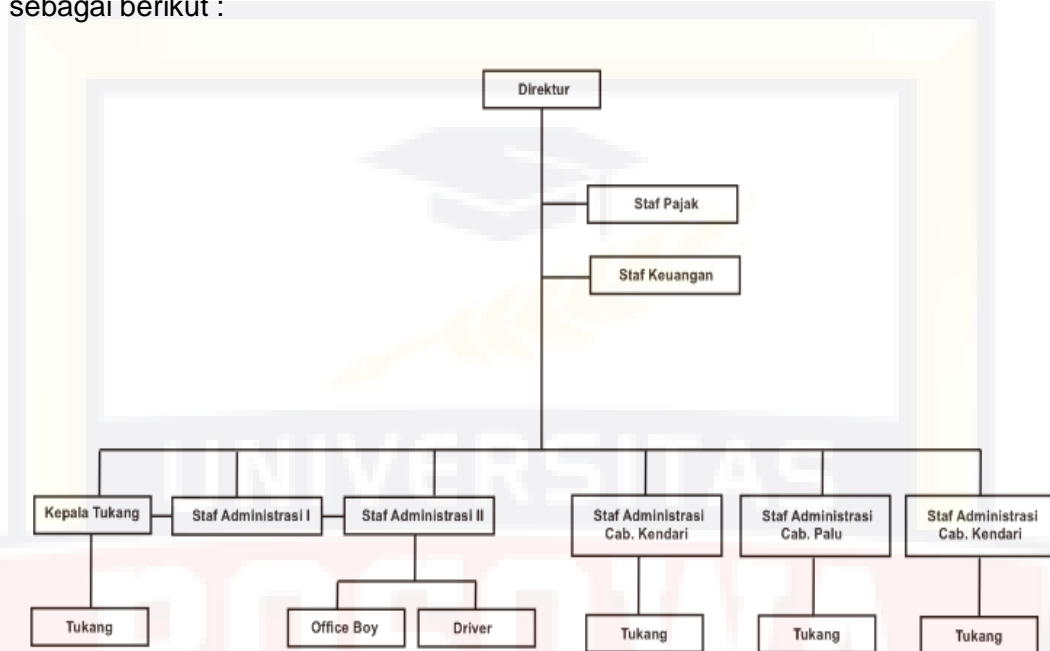 sebagai berikut :
Direktur
Staf Pajak
Staf Keuangan
UNIVERSITAS
Kepala Tukang
Staf Administrasi I
Staf Administrasi II
Staf Administrasi
Cab. Kendari
Staf Administrasi
Cab. Palu
Staf Administrasi
Cab. Kendari
Tukang
Office Boy
Driver
Tukang
Tukang
Tukang